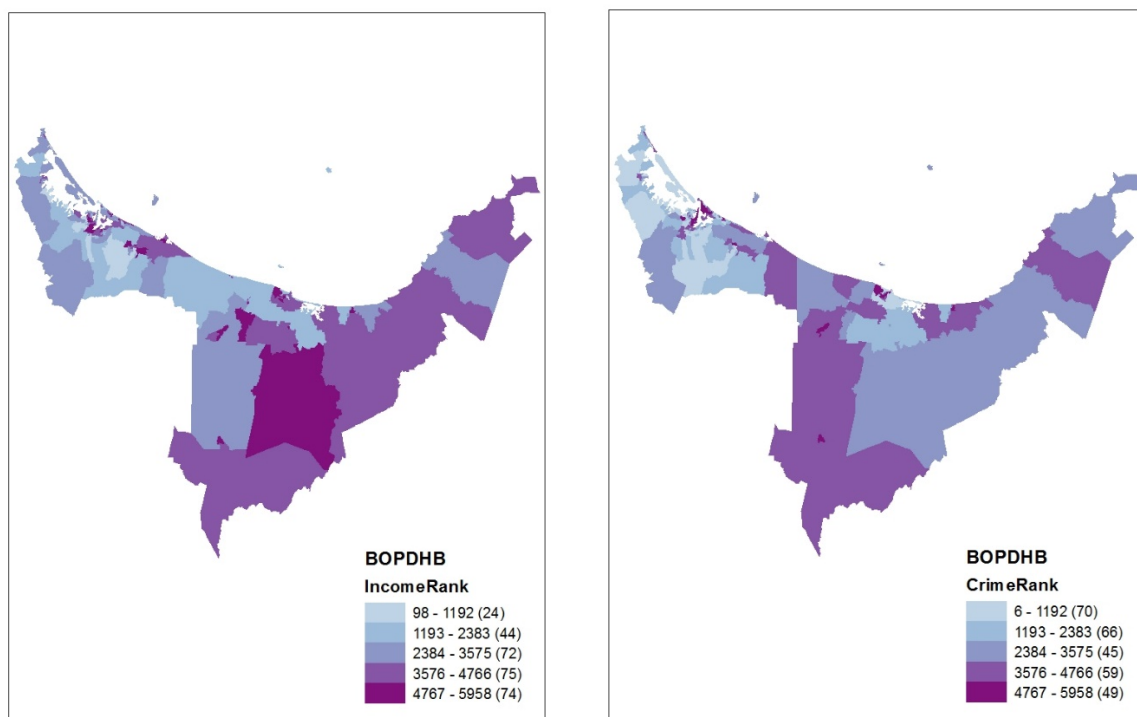 BOPDHB
IncomeRank
98 - 1192 (24)
1193 - 2383 (44)
2384 - 3575 (72)
3576 - 4766 (75)
4767 - 5958 (74)
BOPDHB
CrimeRank
6 - 1192 (70)
1193 - 2383 (66)
2384 - 3575 (45)
3576 - 4766 (59)
4767 - 5958 (49)